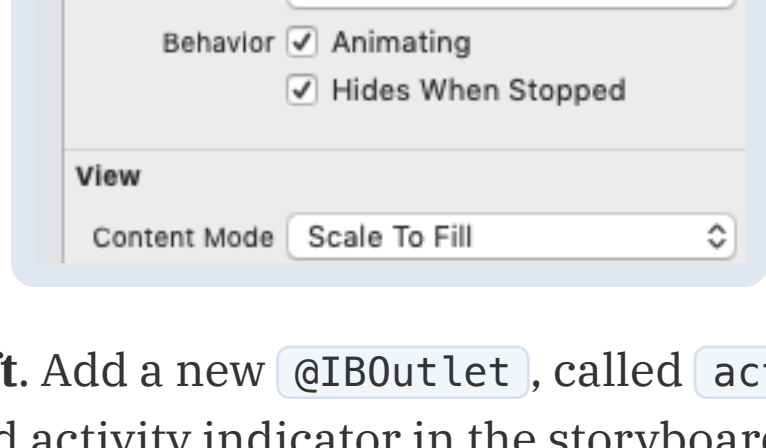 Behavior Animating
Hides When Stopped
View
Content Mode Scale To Fill
t. Add a new @IBOutlet, called ac
activity indicator in the storyboar